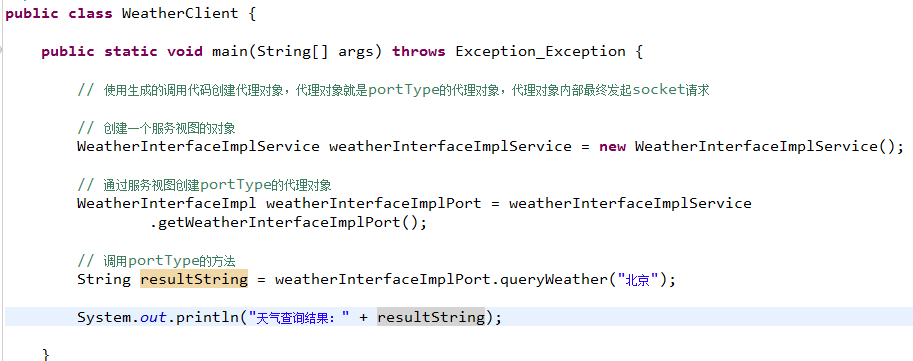 public class WeatherClient {
public static void main(String[] args) throws Exception_Exception {
// 使用生成的调用代码创建代理对象，代理对象就是portType的代理对象，代理对象内部最终发起socket请求
// 创建一个服务视图的对象
WeatherInterfaceImplService weatherInterfaceImplService = new WeatherInterfaceImplService();
// 通过服务视图创建portType的代理对象
WeatherInterfaceImpl weatherInterfaceImplPort = weatherInterfaceImplService
.getWeatherInterfaceImplPort();
// 调用portType的方法
String resultString = weatherInterfaceImplPort.queryWeather("北京");
System.out.println("天气查询结果：" + resultString);
}